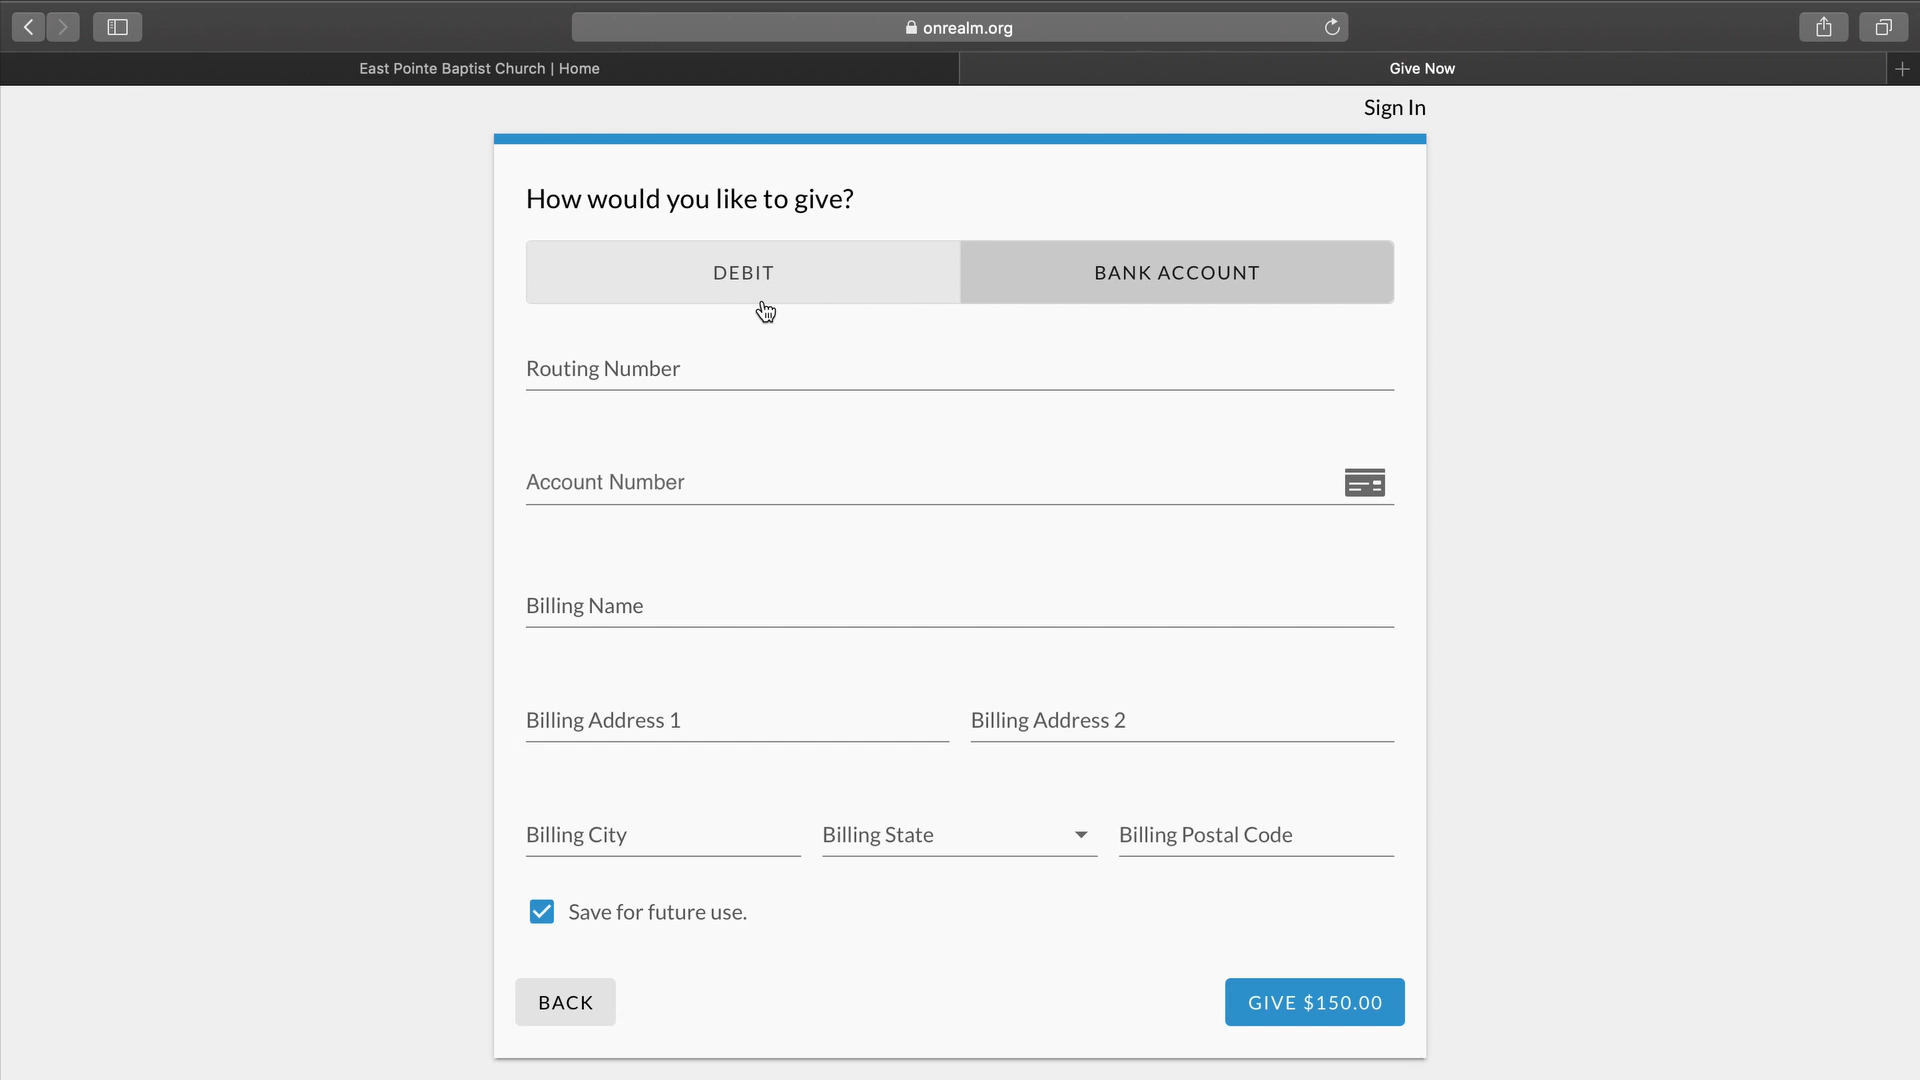 onrealm.org
East Pointe Baptist Church | Home
Give Now
Sign In
How would you like to give?
DEBIT
BANK ACCOUNT
Routing Number
Account Number
Billing Name
Billing Address 1
Billing Address 2
Billing City
Billing State
Billing Postal Code
Save for future use.
BACK
GIVE $150.00